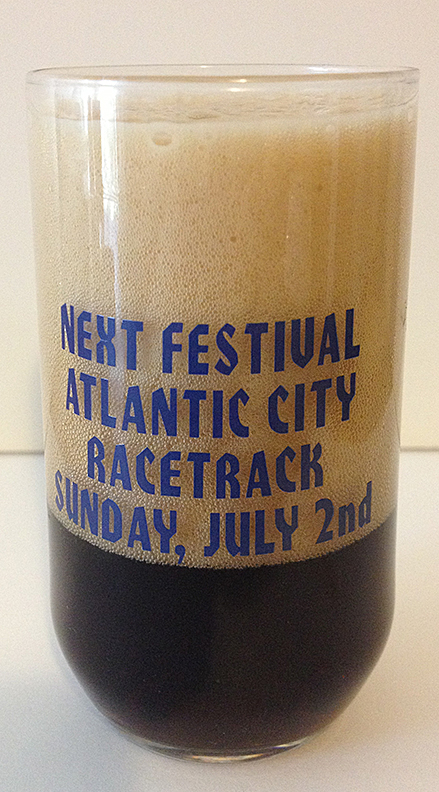 NEXT FESTIVAL
ATLANTIC CITY
RACETRACK
SUNDAY, JULY 2nd